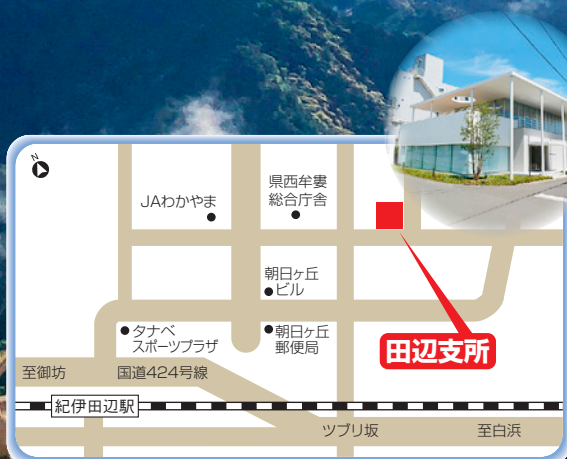 N
JAわかやま
県西牟婁
総合庁舎
朝日ヶ丘
ビル
タナベ
スポーツプラザ
朝日ヶ丘
郵便局
田辺支所
至御坊
国道424号線
紀伊田辺駅
ツブリ坂
至白浜